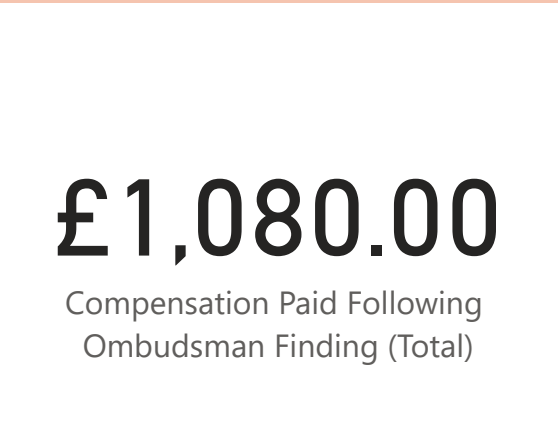 £1,080.00
Compensation Paid Following
Ombudsman Finding (Total)